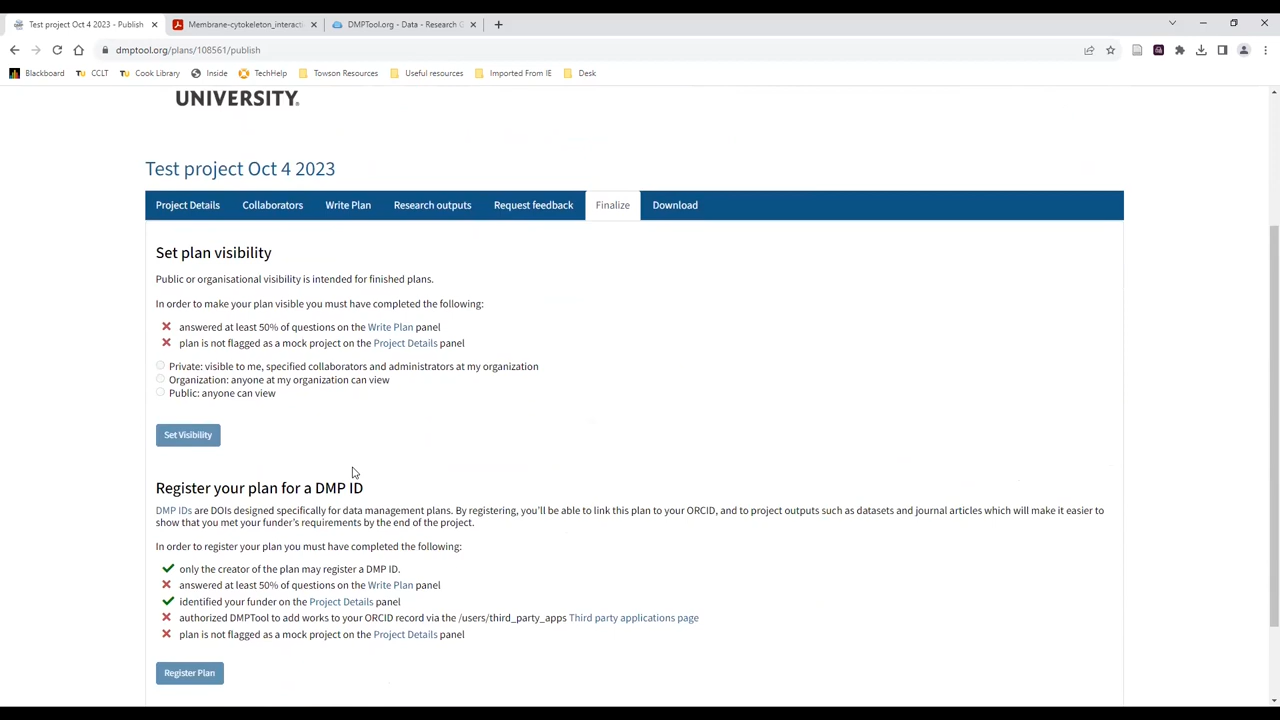 Test project Oct 4 2023 - Publish
Membrane-cytokeleton_interacti
DMPTool.org - Data - Research G
dmptool.org/plans/108561/publish
Blackboard CCLT Cook Library Inside TechHelp Towson Resources Useful resources Imported From IE Desk
UNIVERSITY.
Test project Oct 4 2023
Project Details Collaborators Write Plan Research outputs Request feedback Finalize Download
Set plan visibility
Public or organisational visibility is intended for finished plans.
In order to make your plan visible you must have completed the following:
answered at least 50% of questions on the Write Plan panel
plan is not flagged as a mock project on the Project Details panel
Private: visible to me, specified collaborators and administrators at my organization
Organization: anyone at my organization can view
Public: anyone can view
Set Visibility
Register your plan for a DMP ID
DMP IDs are DOIs designed specifically for data management plans. By registering, you'll be able to link this plan to your ORCID, and to project outputs such as datasets and journal articles which will make it easier to
show that you met your funder's requirements by the end of the project.
In order to register your plan you must have completed the following:
only the creator of the plan may register a DMP ID.
answered at least 50% of questions on the Write Plan panel
identified your funder on the Project Details panel
authorized DMPTool to add works to your ORCID record via the /users/third_party_apps Third party applications page
plan is not flagged as a mock project on the Project Details panel
Register Plan